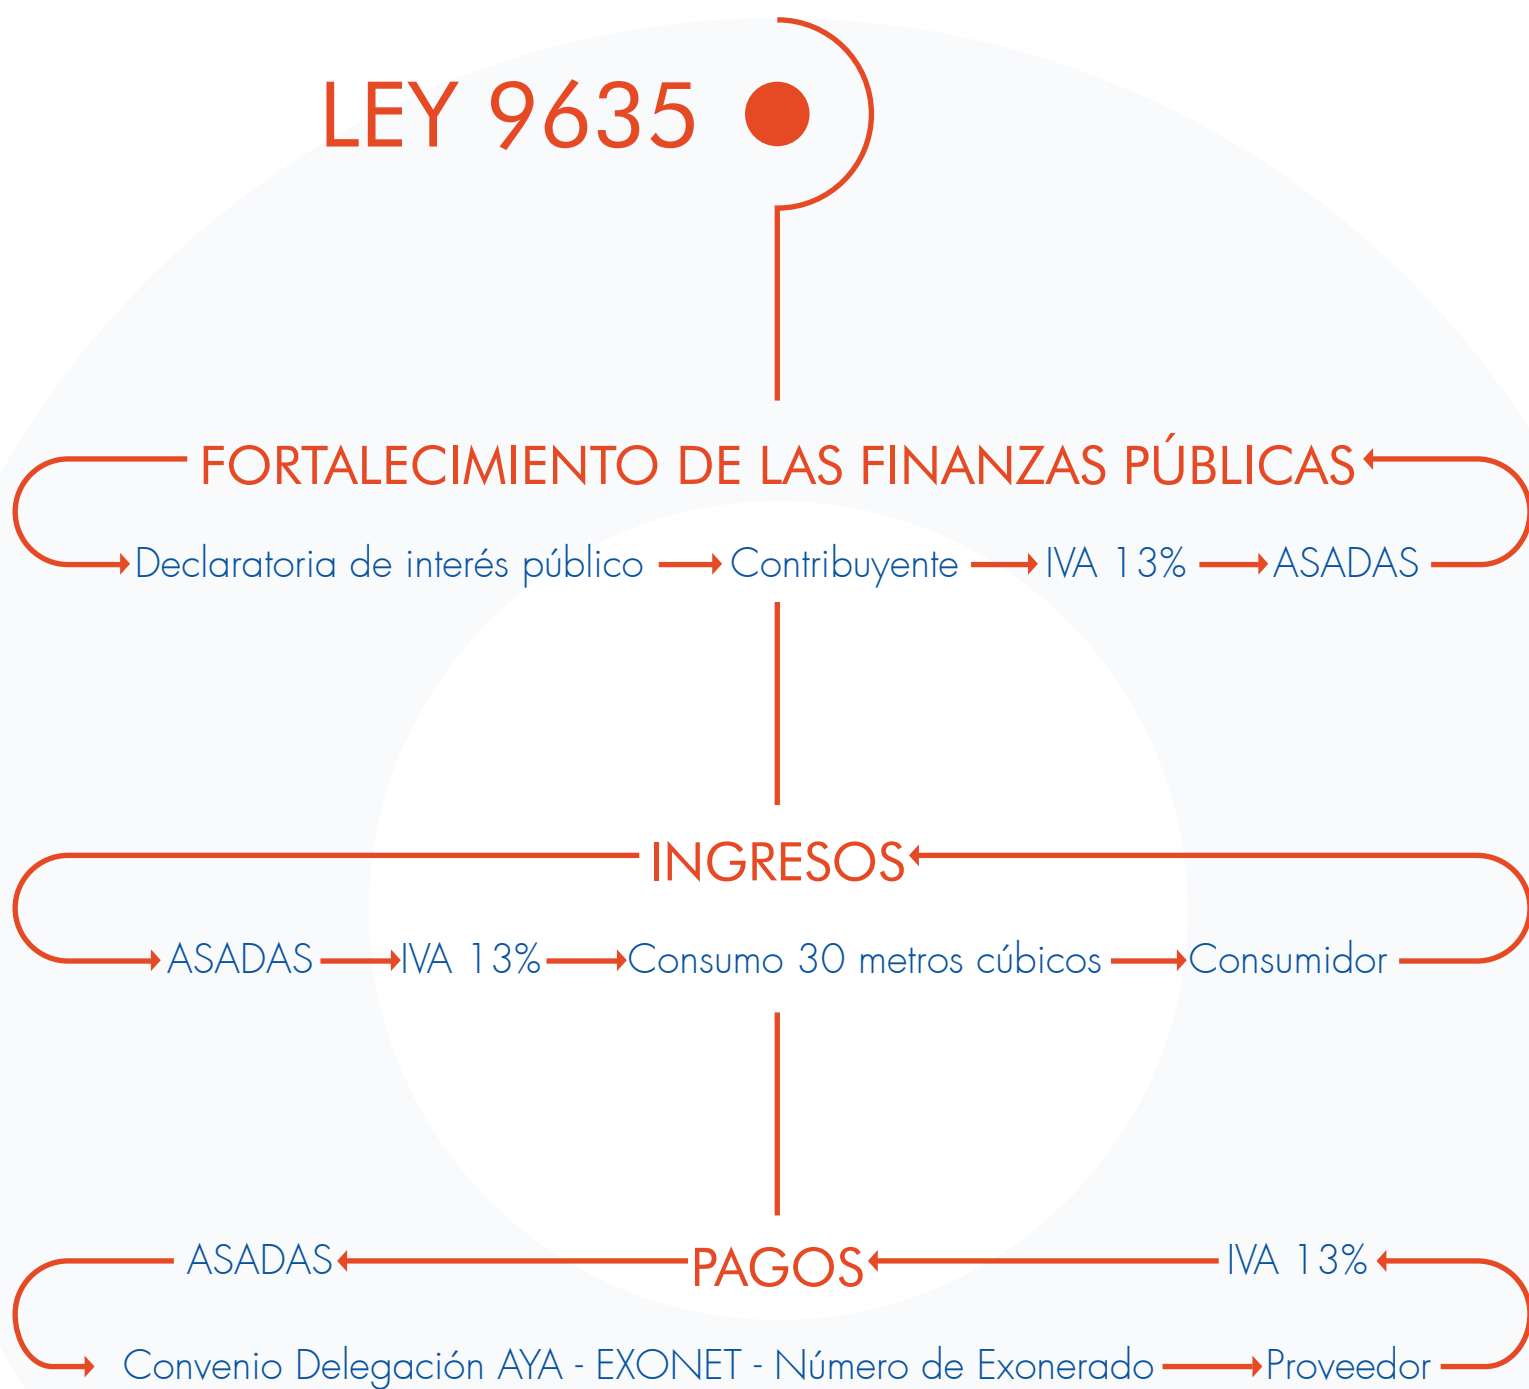 LEY 9635
FORTALECIMIENTO DE LAS FINANZAS PÚBLICAS
Declaratoria de interés público Contribuyente IVA 13% ASADAS
INGRESOS
ASADAS IVA 13% Consumo 30 metros cúbicos Consumidor
ASADAS PAGOS IVA 13%
Convenio Delegación AYA - EXONET - Número de Exonerado Proveedor